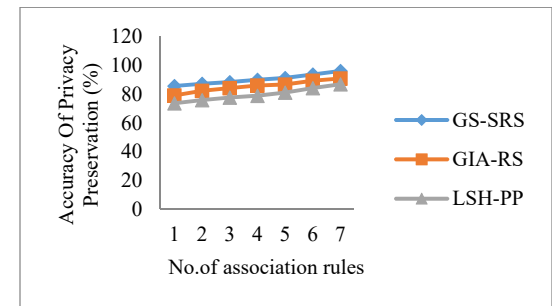 Accuracy Of Privacy
Preservation (%)
120
100
80
60
40
20
0
1 2 3 4 5 6 7
No.of association rules
GS-SRS
GIA-RS
LSH-PP